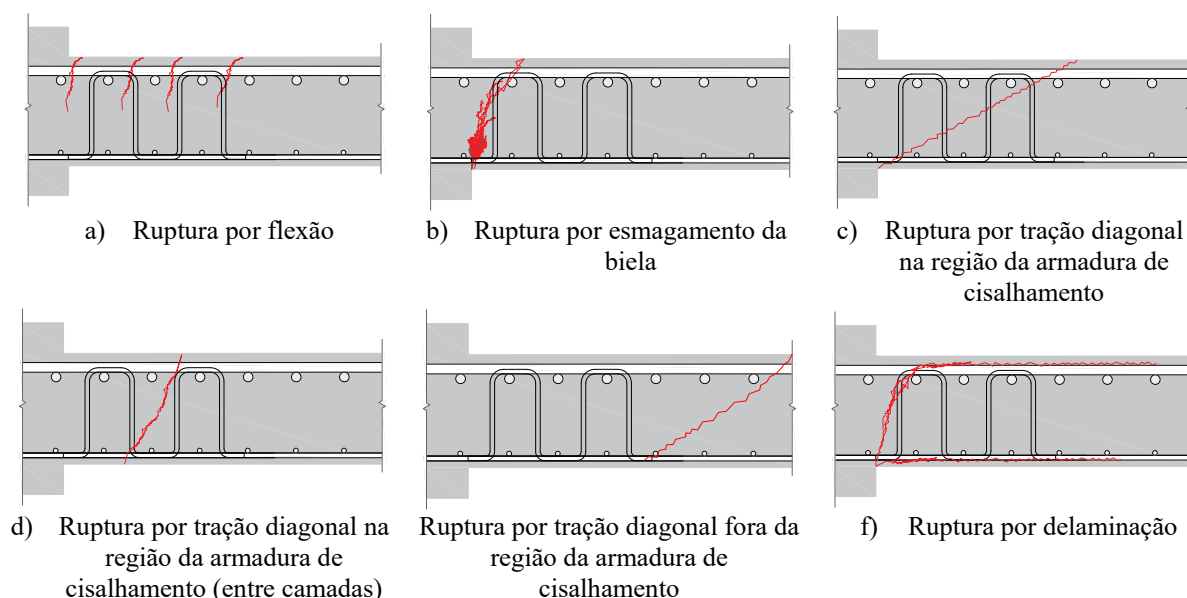 a) Ruptura por flexão
b) Ruptura por esmagamento da
biela
c) Ruptura por tração diagonal
na região da armadura de
cisalhamento
d) Ruptura por tração diagonal na
região da armadura de
cisalhamento (entre camadas)
Ruptura por tração diagonal fora da
região da armadura de
cisalhamento
f) Ruptura por delaminação